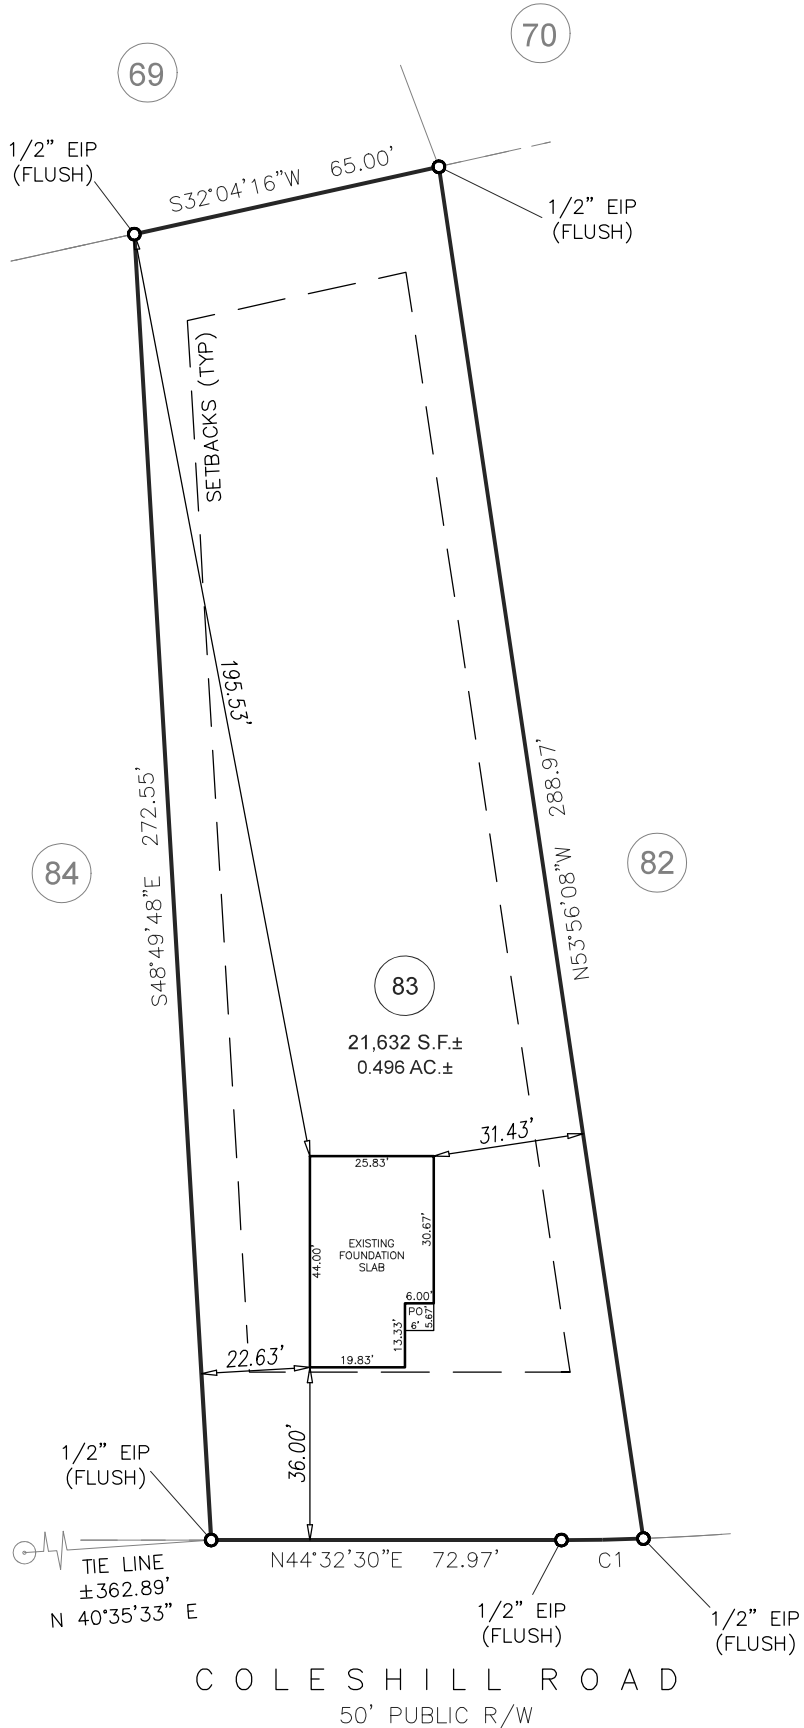 70
69
1/2” EIP
(FLUSH)
S32°04'16”W 65.00'
1/2” EIP
(FLUSH)
SETBACKS (TYP)
195.53'
S48°49'48”E 272.55'
N53°56'08”W 288.97'
84
82
83
21,632 S.F.±
0.496 AC.±
31.43'
25.83'
44.00'
EXISTING
FOUNDATION
SLAB
30.67'
6.00'
PO
6'
5.67'
13.33'
19.83'
22.63'
36.00'
1/2” EIP
(FLUSH)
TIE LINE
±362.89'
N 40°35'33” E
N44°32'30”E 72.97'
C1
1/2” EIP
(FLUSH)
1/2” EIP
(FLUSH)
COLESHILL ROAD
50' PUBLIC R/W